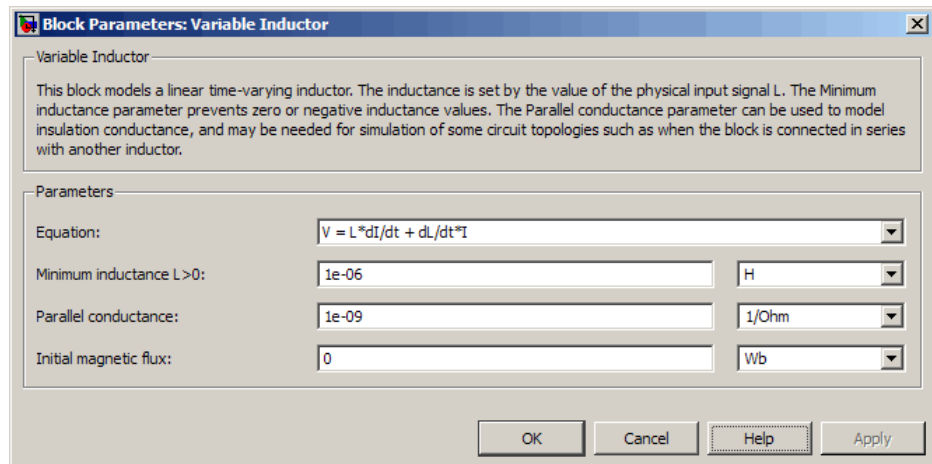 Block Parameters: Variable Inductor
Variable Inductor
This block models a linear time-varying inductor. The inductance is set by the value of the physical input signal L. The Minimum
inductance parameter prevents zero or negative inductance values. The Parallel conductance parameter can be used to model
insulation conductance, and may be needed for simulation of some circuit topologies such as when the block is connected in series
with another inductor.
Parameters
Equation: V = L*dI/dt + dL/dt*I
Minimum inductance L>0: 1e-06 H
Parallel conductance: 1e-09 1/Ohm
Initial magnetic flux: 0 Wb
OK Cancel Help Apply